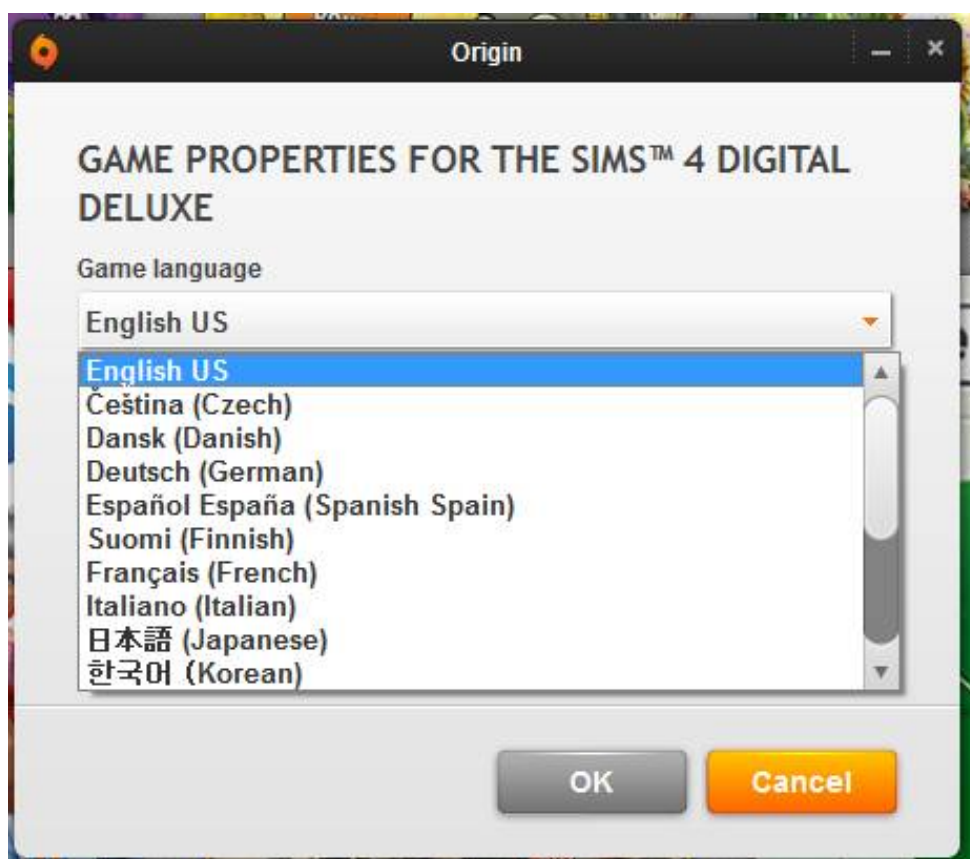 Origin
GAME PROPERTIES FOR THE SIMS™ 4 DIGITAL
DELUXE
Game language
English US
English US
Čeština (Czech)
Dansk (Danish)
Deutsch (German)
Español España (Spanish Spain)
Suomi (Finnish)
Français (French)
Italiano (Italian)
日本語 (Japanese)
한국어 (Korean)
OK
Cancel